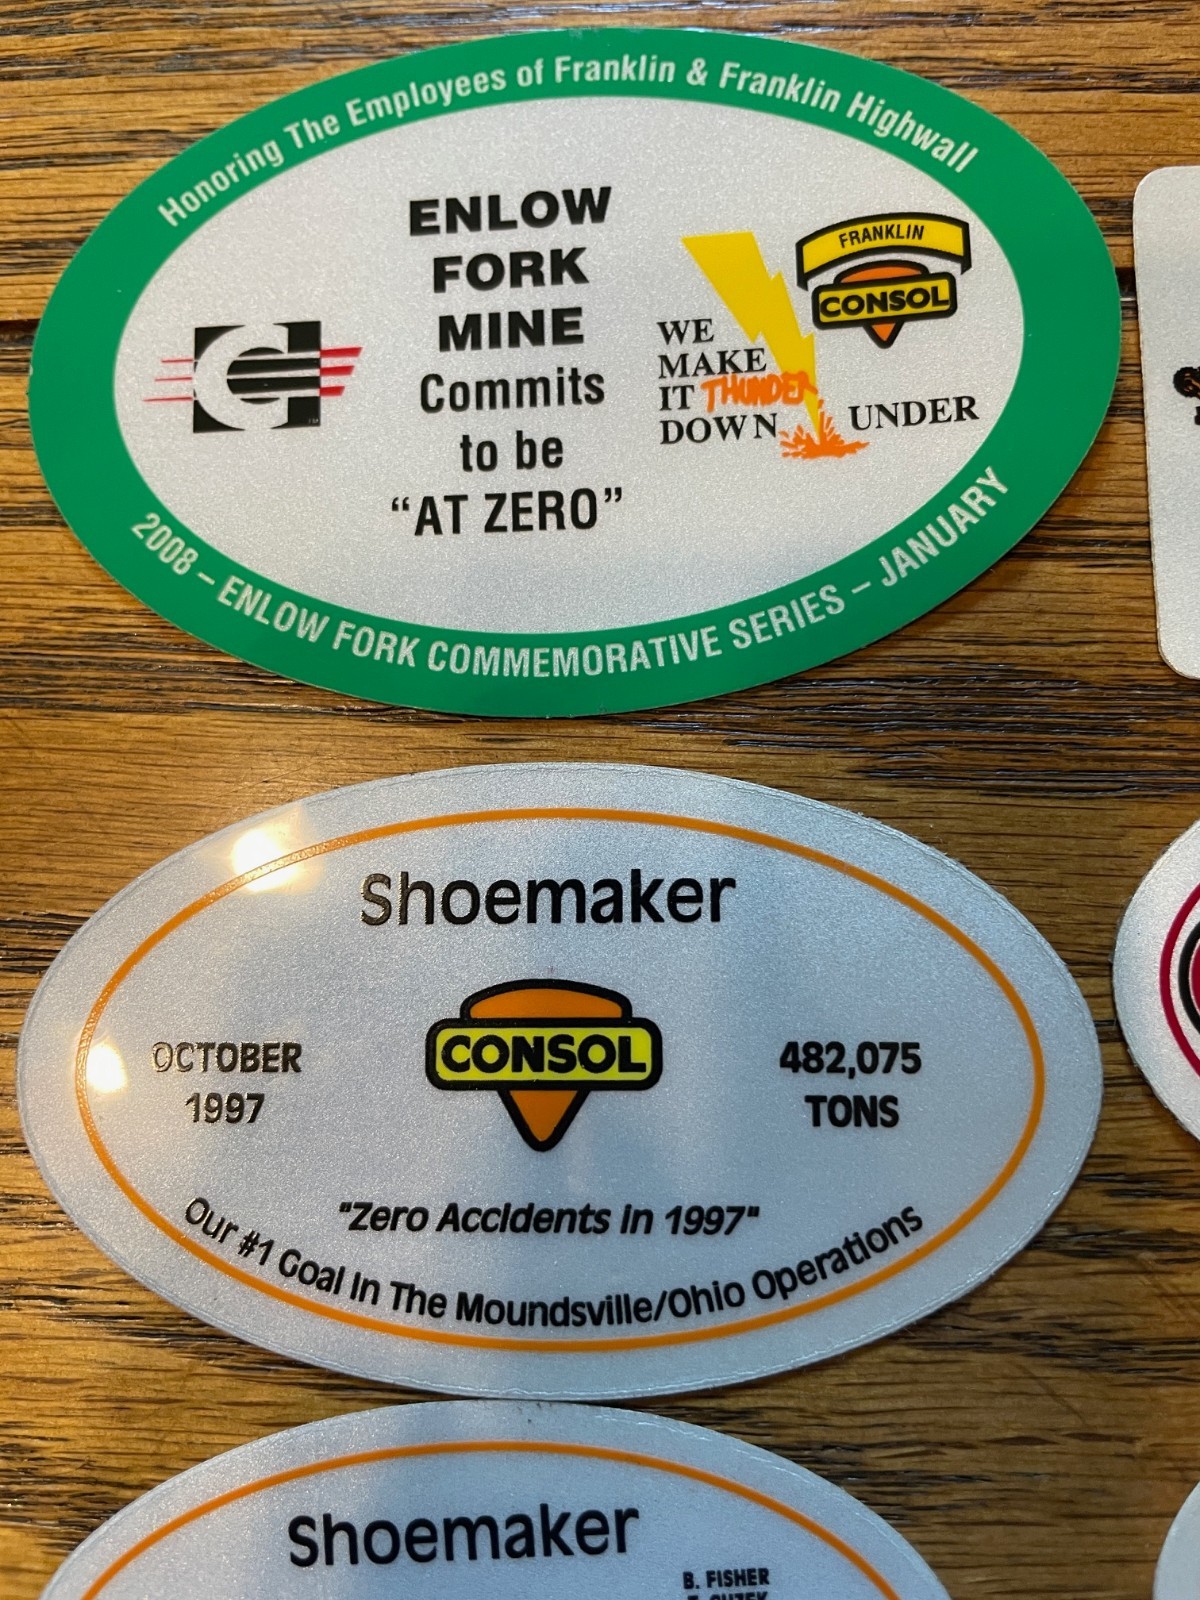 Honoring The Employees of Franklin & Franklin Highwall
ENLOW
FORK
MINE
Commits
to be
“AT ZERO”
FRANKLIN
CONSOL
WE
MAKE
IT THUNDER
DOWN UNDER
2008 – ENLOW FORK COMMEMORATIVE SERIES – JANUARY
Shoemaker
OCTOBER
1997
CONSOL
482,075
TONS
"Zero Accidents in 1997"
Our #1 Goal In The Moundsville/Ohio Operations
Shoemaker
B. FISHER